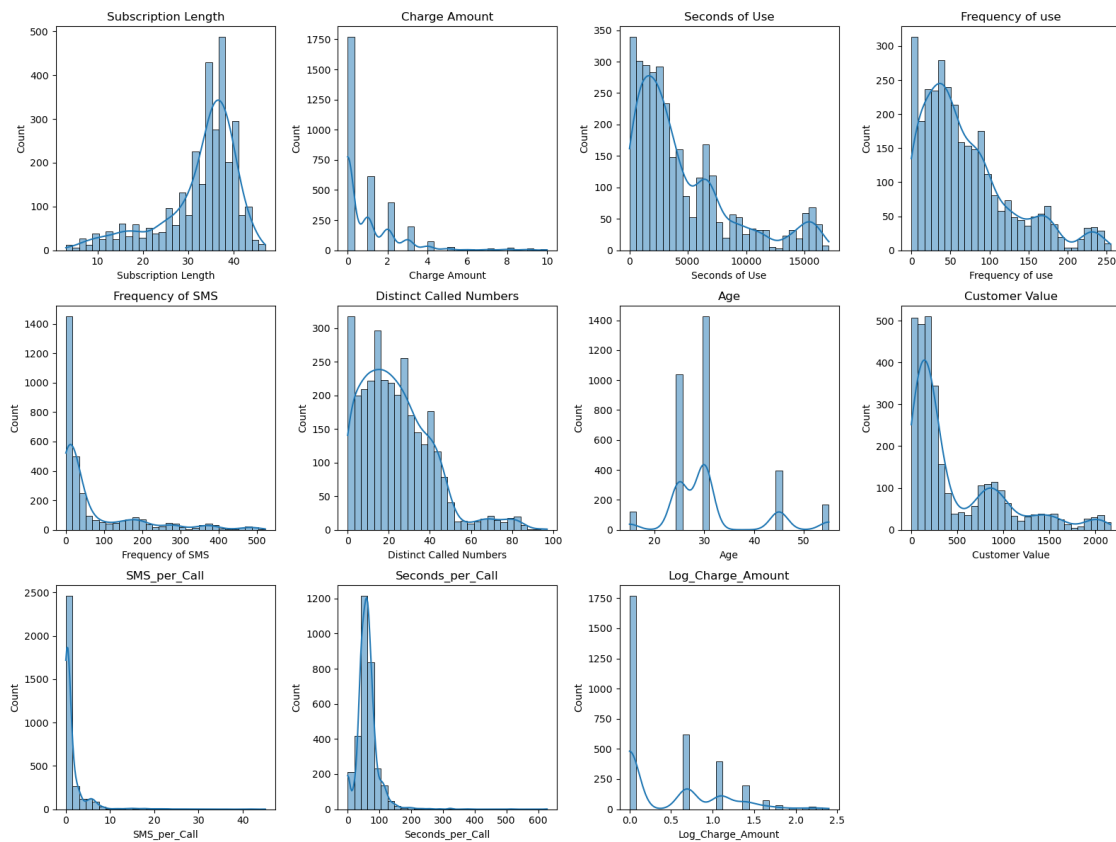 Subscription Length
Count
500
400
300
200
100
0
10 20 30 40
Subscription Length
Charge Amount
Count
1750
1500
1250
1000
750
500
250
0
0 2 4 6 8 10
Charge Amount
Seconds of Use
Count
350
300
250
200
150
100
50
0
0 5000 10000 15000
Seconds of Use
Frequency of use
Count
300
250
200
150
100
50
0
0 50 100 150 200 250
Frequency of use
Frequency of SMS
Count
1400
1200
1000
800
600
400
200
0
0 100 200 300 400 500
Frequency of SMS
Distinct Called Numbers
Count
300
250
200
150
100
50
0
0 20 40 60 80 100
Distinct Called Numbers
Age
Count
1400
1200
1000
800
600
400
200
0
20 30 40 50
Age
Customer Value
Count
500
400
300
200
100
0
0 500 1000 1500 2000
Customer Value
SMS_per_Call
Count
2500
2000
1500
1000
500
0
0 20 40
SMS_per_Call
Seconds_per_Call
Count
1200
1000
800
600
400
200
0
0 100 200 300 400 500 600
Seconds_per_Call
Log_Charge_Amount
Count
1750
1500
1250
1000
750
500
250
0
0.0 0.5 1.0 1.5 2.0 2.5
Log_Charge_Amount